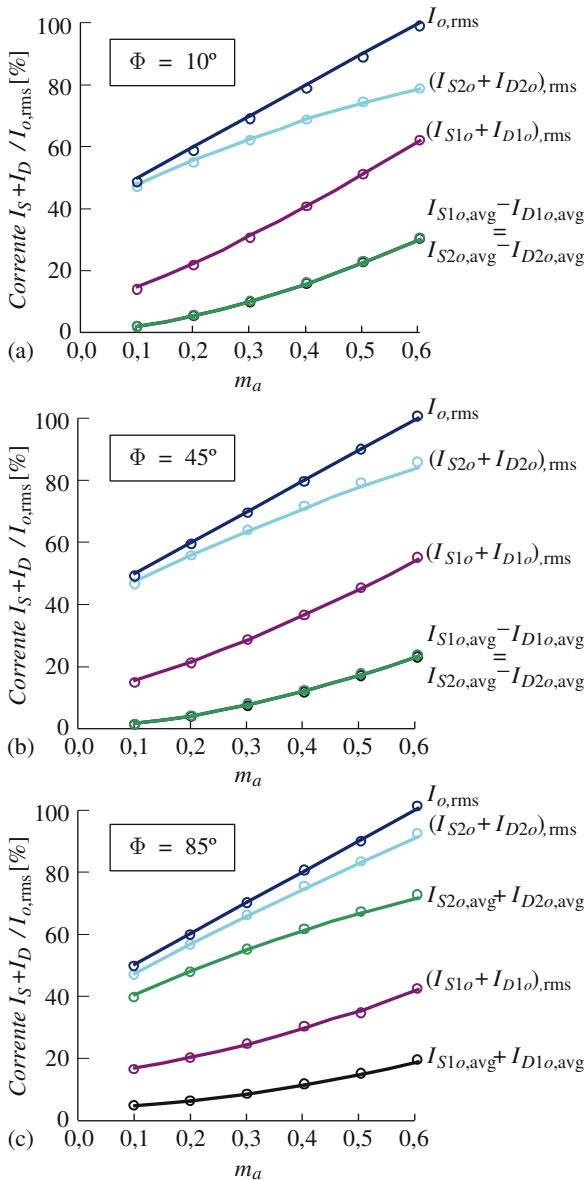 Corrente I_S+I_D / I_o,rms [%]
100
80
60
40
20
0
Φ = 10º
I_o,rms
(I_S2o+I_D2o),rms
(I_S1o+I_D1o),rms
I_S1o,avg−I_D1o,avg
=
I_S2o,avg−I_D2o,avg
0,0 0,1 0,2 0,3 0,4 0,5 0,6
(a)
m_a
Corrente I_S+I_D / I_o,rms [%]
100
80
60
40
20
0
Φ = 45º
I_o,rms
(I_S2o+I_D2o),rms
(I_S1o+I_D1o),rms
I_S1o,avg−I_D1o,avg
=
I_S2o,avg−I_D2o,avg
0,0 0,1 0,2 0,3 0,4 0,5 0,6
(b)
m_a
Corrente I_S+I_D / I_o,rms [%]
100
80
60
40
20
0
Φ = 85º
I_o,rms
(I_S2o+I_D2o),rms
I_S2o,avg+I_D2o,avg
(I_S1o+I_D1o),rms
I_S1o,avg+I_D1o,avg
0,0 0,1 0,2 0,3 0,4 0,5 0,6
(c)
m_a